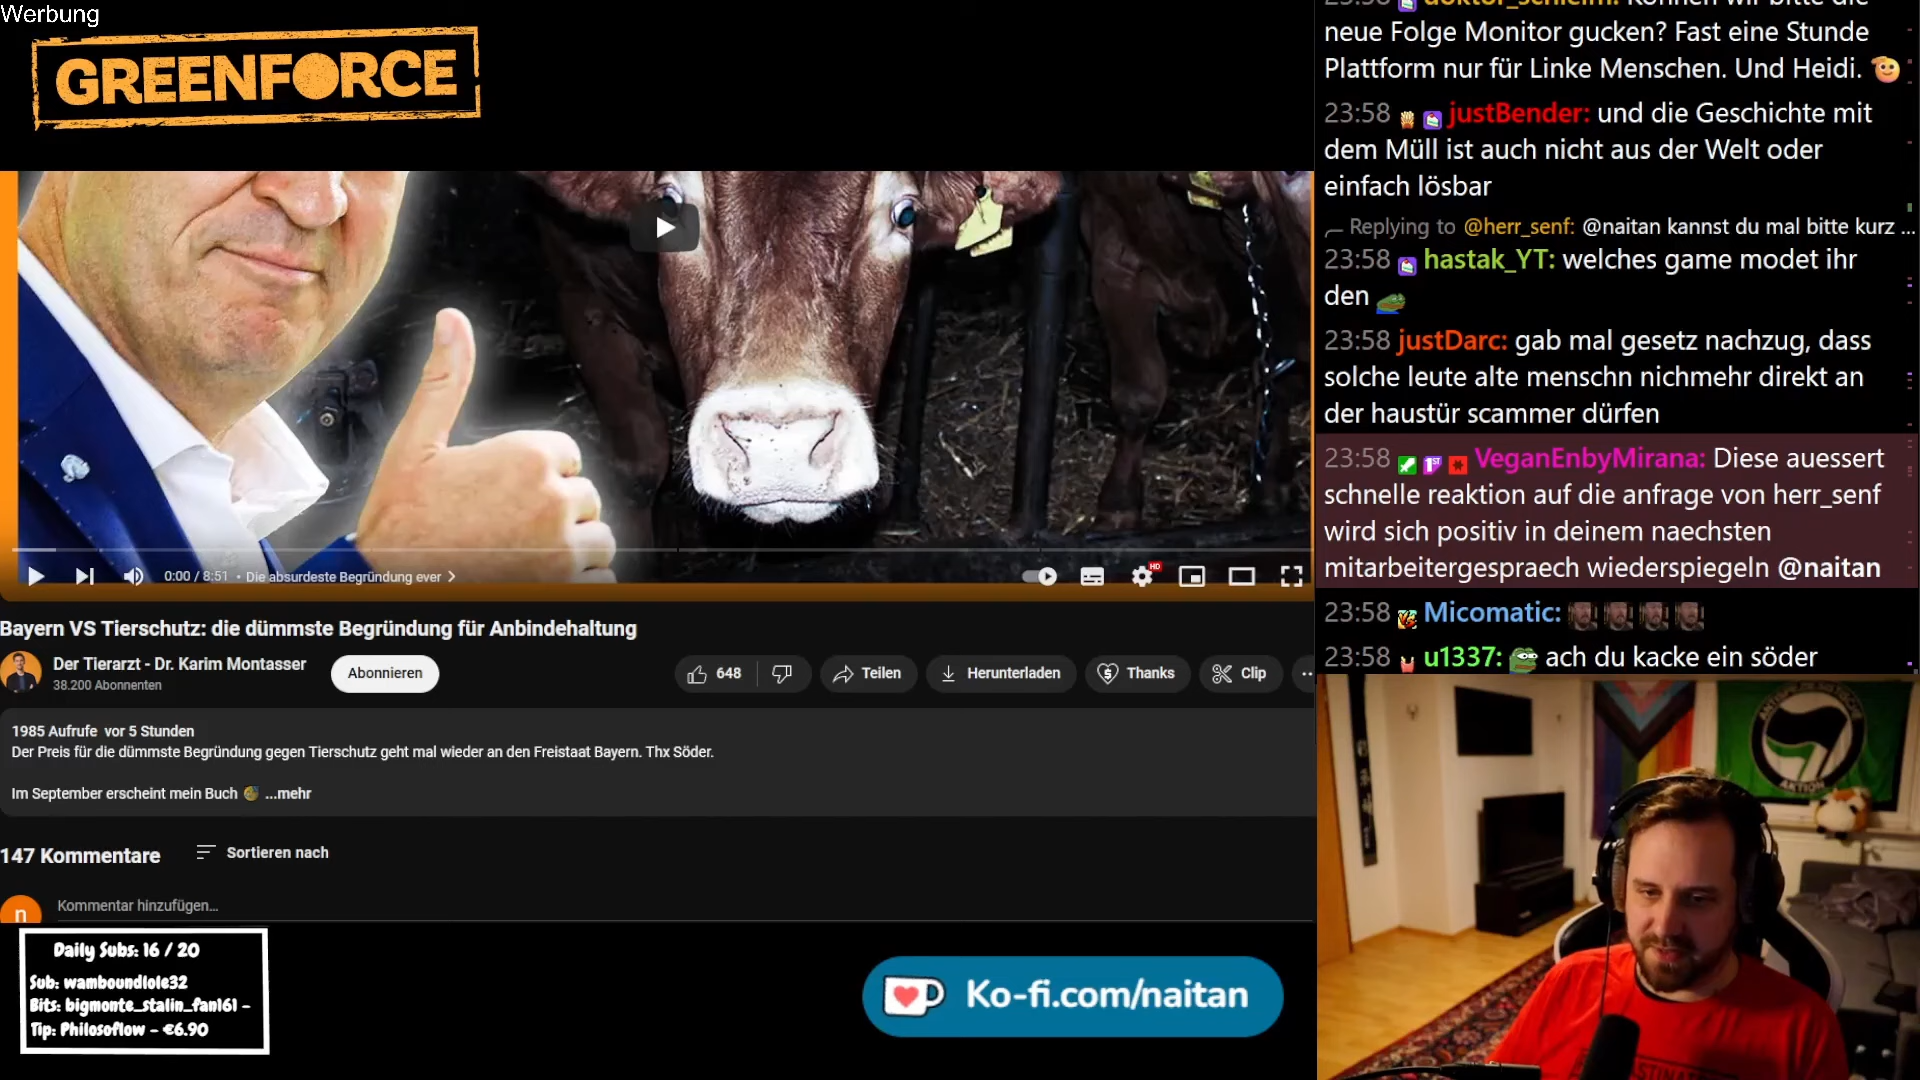 Werbung
GREENFORCE
0:00 / 8:51 • Die absurdeste Begründung ever
HD
Bayern VS Tierschutz: die dümmste Begründung für Anbindehaltung
Der Tierarzt - Dr. Karim Montasser
38.200 Abonnenten
Abonnieren
648
Teilen
Herunterladen
Thanks
Clip
1985 Aufrufe vor 5 Stunden
Der Preis für die dümmste Begründung gegen Tierschutz geht mal wieder an den Freistaat Bayern. Thx Söder.
Im September erscheint mein Buch ...mehr
147 Kommentare
Sortieren nach
n
Kommentar hinzufügen...
Daily Subs: 16 / 20
Sub: wamboundlole32
Bits: bigmonte_stalin_fan161 -
Tip: Philosoflow - €6.90
Ko-fi.com/naitan
23:58 doktor_schleim: Können wir bitte die
neue Folge Monitor gucken? Fast eine Stunde
Plattform nur für Linke Menschen. Und Heidi.
23:58 justBender: und die Geschichte mit
dem Müll ist auch nicht aus der Welt oder
einfach lösbar
Replying to @herr_senf: @naitan kannst du mal bitte kurz ...
23:58 hastak_YT: welches game modet ihr
den
23:58 justDarc: gab mal gesetz nachzug, dass
solche leute alte menschn nichmehr direkt an
der haustür scammer dürfen
23:58 VeganEnbyMirana: Diese auessert
schnelle reaktion auf die anfrage von herr_senf
wird sich positiv in deinem naechsten
mitarbeitergespraech wiederspiegeln @naitan
23:58 Micomatic:
23:58 u1337: ach du kacke ein söder
AKTION